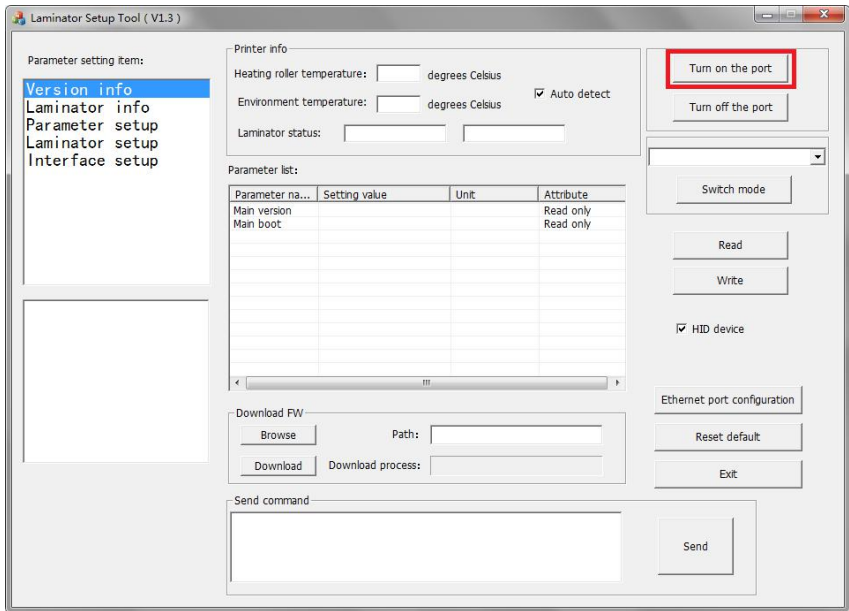 Laminator Setup Tool ( V1.3 )
Parameter setting item:
Version info
Laminator info
Parameter setup
Laminator setup
Interface setup
Printer info
Heating roller temperature:
degrees Celsius
Environment temperature:
degrees Celsius
Auto detect
Laminator status:
Parameter list:
Parameter na... Setting value Unit Attribute
Main version Read only
Main boot Read only
Download FW
Browse Path:
Download Download process:
Send command
Send
Turn on the port
Turn off the port
Switch mode
Read
Write
HID device
Ethernet port configuration
Reset default
Exit